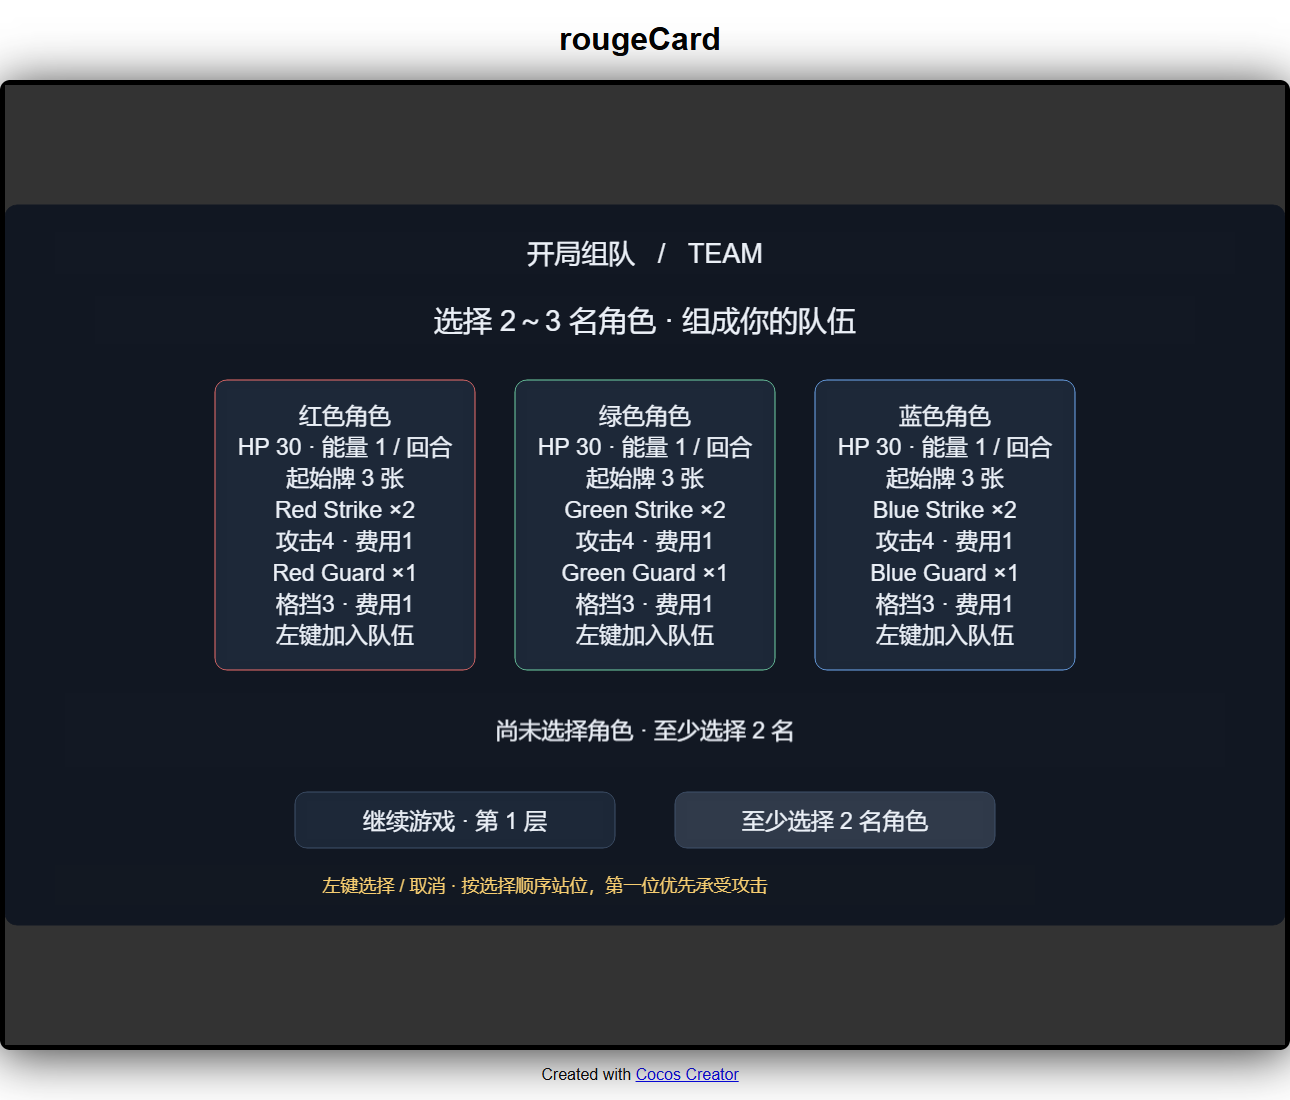 rougeCard
开局组队 / TEAM
选择 2～3 名角色 · 组成你的队伍
红色角色
HP 30 · 能量 1 / 回合
起始牌 3 张
Red Strike ×2
攻击4 · 费用1
Red Guard ×1
格挡3 · 费用1
左键加入队伍
绿色角色
HP 30 · 能量 1 / 回合
起始牌 3 张
Green Strike ×2
攻击4 · 费用1
Green Guard ×1
格挡3 · 费用1
左键加入队伍
蓝色角色
HP 30 · 能量 1 / 回合
起始牌 3 张
Blue Strike ×2
攻击4 · 费用1
Blue Guard ×1
格挡3 · 费用1
左键加入队伍
尚未选择角色 · 至少选择 2 名
继续游戏 · 第 1 层
至少选择 2 名角色
左键选择 / 取消 · 按选择顺序站位，第一位优先承受攻击
Created with Cocos Creator